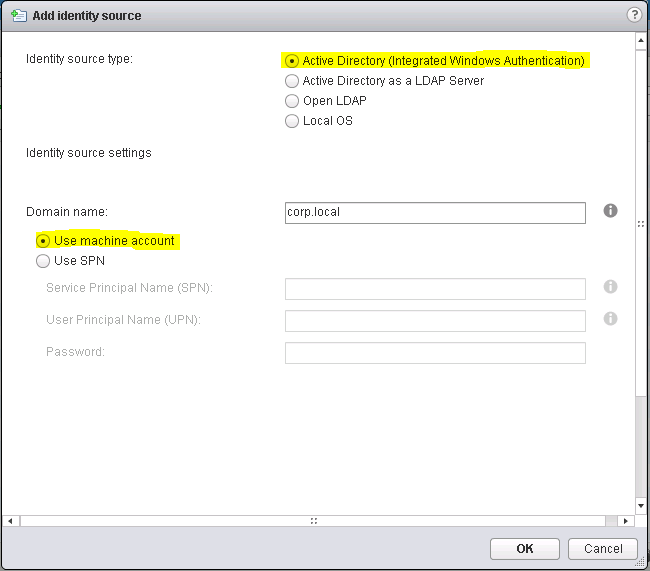 Add identity source
?
Identity source type:
Active Directory (Integrated Windows Authentication)
Active Directory as a LDAP Server
Open LDAP
Local OS
Identity source settings
Domain name:
corp.local
Use machine account
Use SPN
Service Principal Name (SPN):
User Principal Name (UPN):
Password:
OK
Cancel